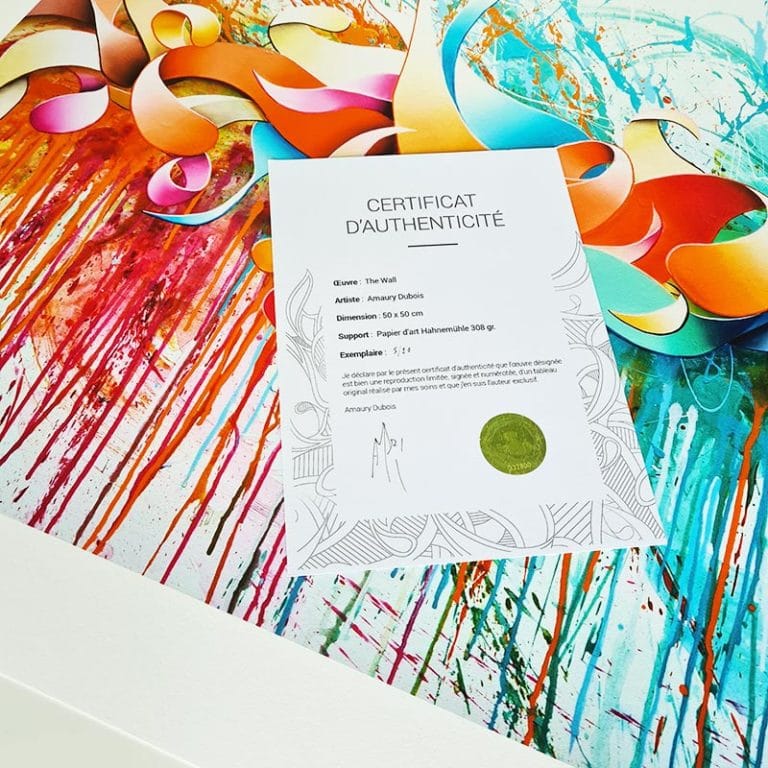 CERTIFICAT
D'AUTHENTICITÉ
Œuvre : The Wall
Artiste : Amaury Dubois
Dimension : 50 x 50 cm
Support : Papier d'art Hahnemühle 308 gr.
Exemplaire :
Je déclare par le présent certificat d'authenticité que l'œuvre désignée
est bien une reproduction limitée, signée et numérotée, d'un tableau
original réalisé par mes soins et que j'en suis l'auteur exclusif.
Amaury Dubois